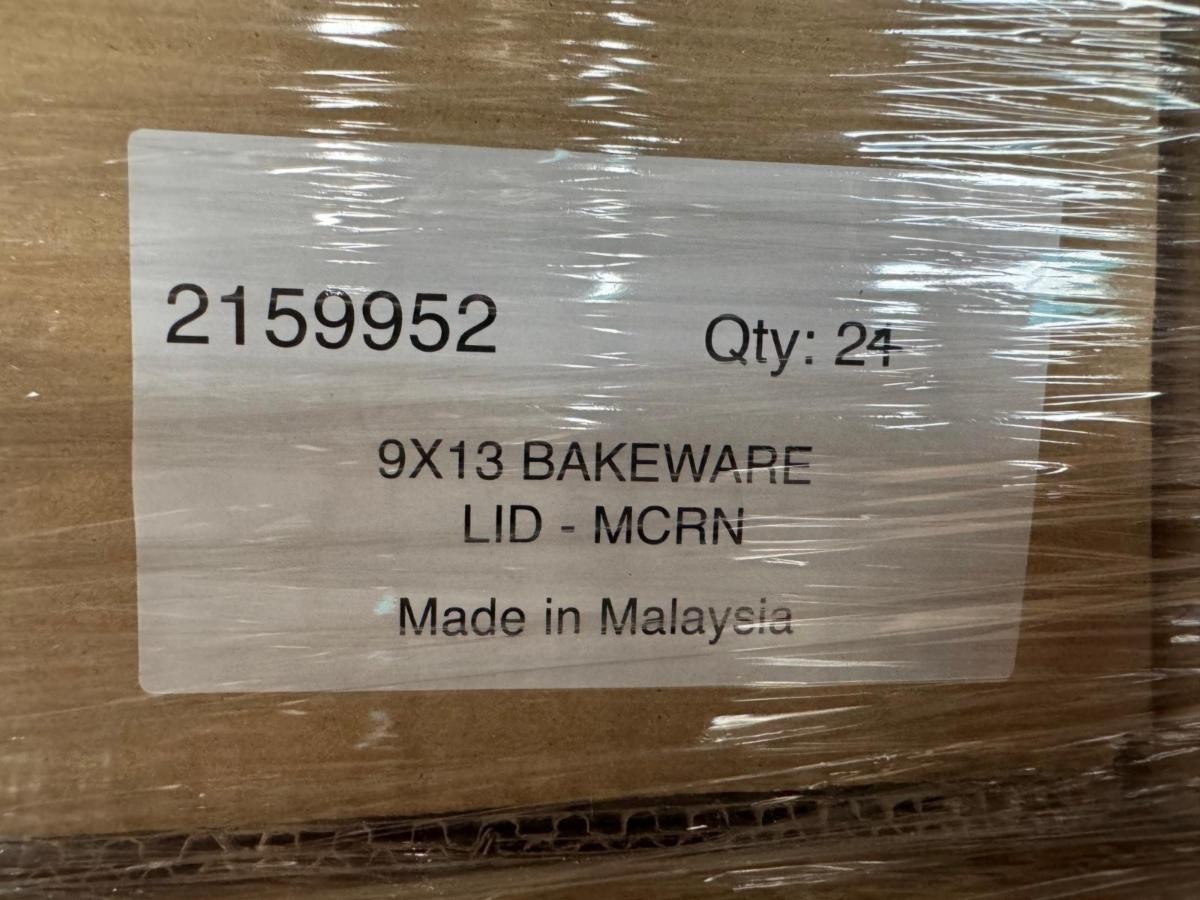 2159952 Qty: 24
9X13 BAKEWARE
LID - MCRN
Made in Malaysia